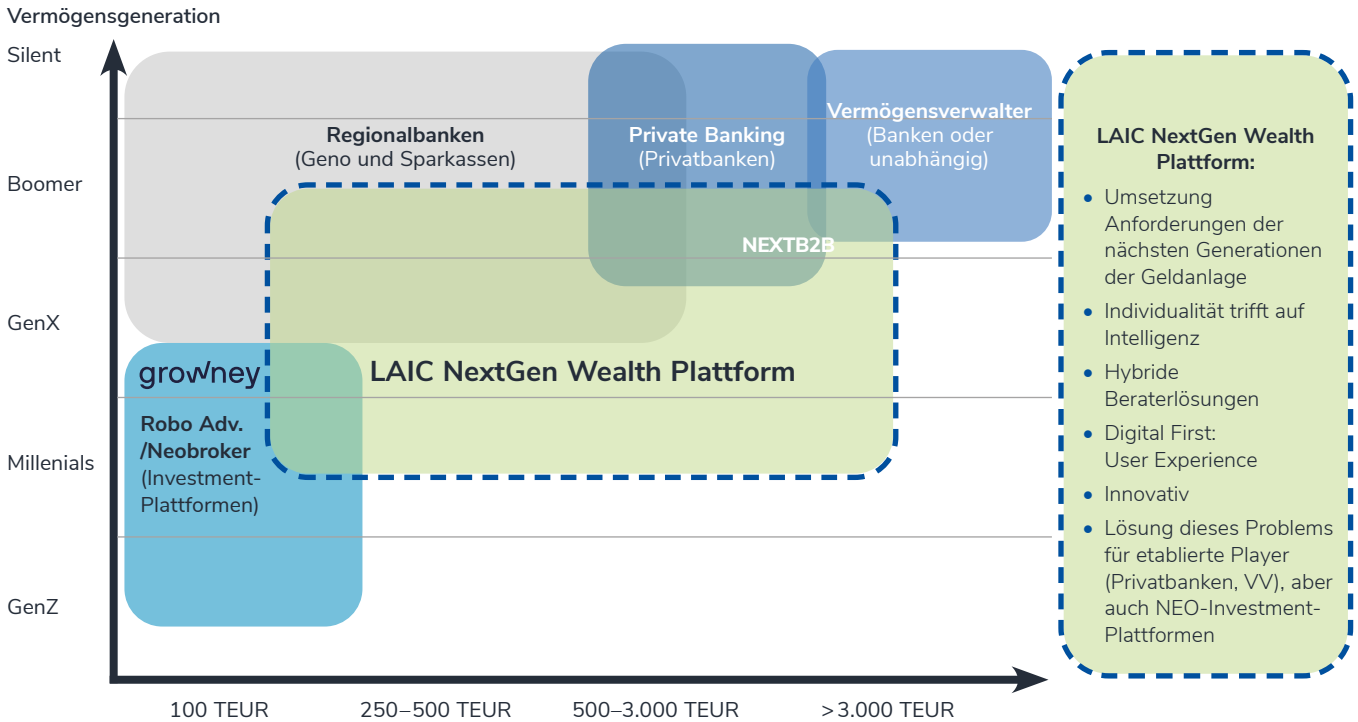 Vermögensgeneration
Silent
Boomer
GenX
Millenials
GenZ
Regionalbanken
(Geno und Sparkassen)
Private Banking
(Privatbanken)
Vermögensverwalter
(Banken oder
unabhängig)
NEXTB2B
growney
LAIC NextGen Wealth Plattform
Robo Adv.
/Neobroker
(Investment-
Plattformen)
100 TEUR
250–500 TEUR
500–3.000 TEUR
> 3.000 TEUR
LAIC NextGen Wealth
Plattform:
• Umsetzung
Anforderungen der
nächsten Generationen
der Geldanlage
• Individualität trifft auf
Intelligenz
• Hybride
Beraterlösungen
• Digital First:
User Experience
• Innovativ
• Lösung dieses Problems
für etablierte Player
(Privatbanken, VV), aber
auch NEO-Investment-
Plattformen